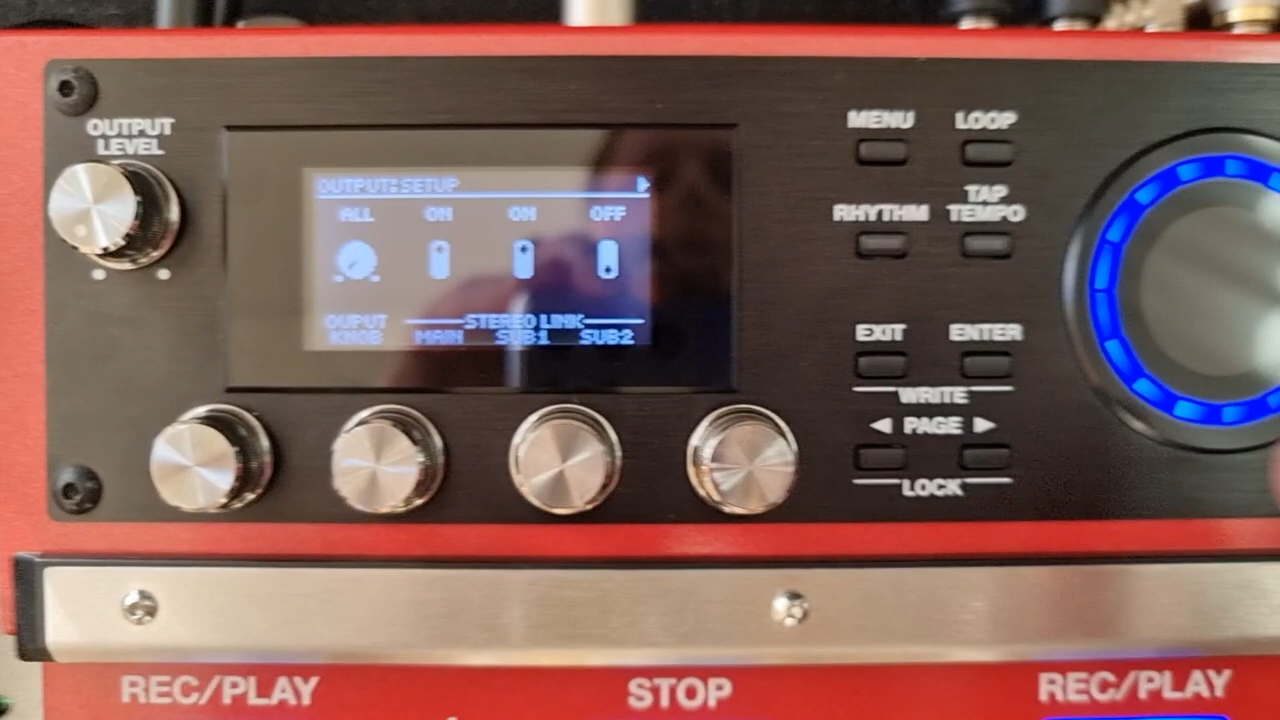 OUTPUT
LEVEL
OUTPUT:SETUP
ALL ON ON OFF
OUPUT
KNOB
STEREO LINK
MAIN SUB1 SUB2
MENU LOOP
RHYTHM TAP
TEMPO
EXIT ENTER
WRITE
◀ PAGE ▶
LOCK
REC/PLAY STOP REC/PLAY